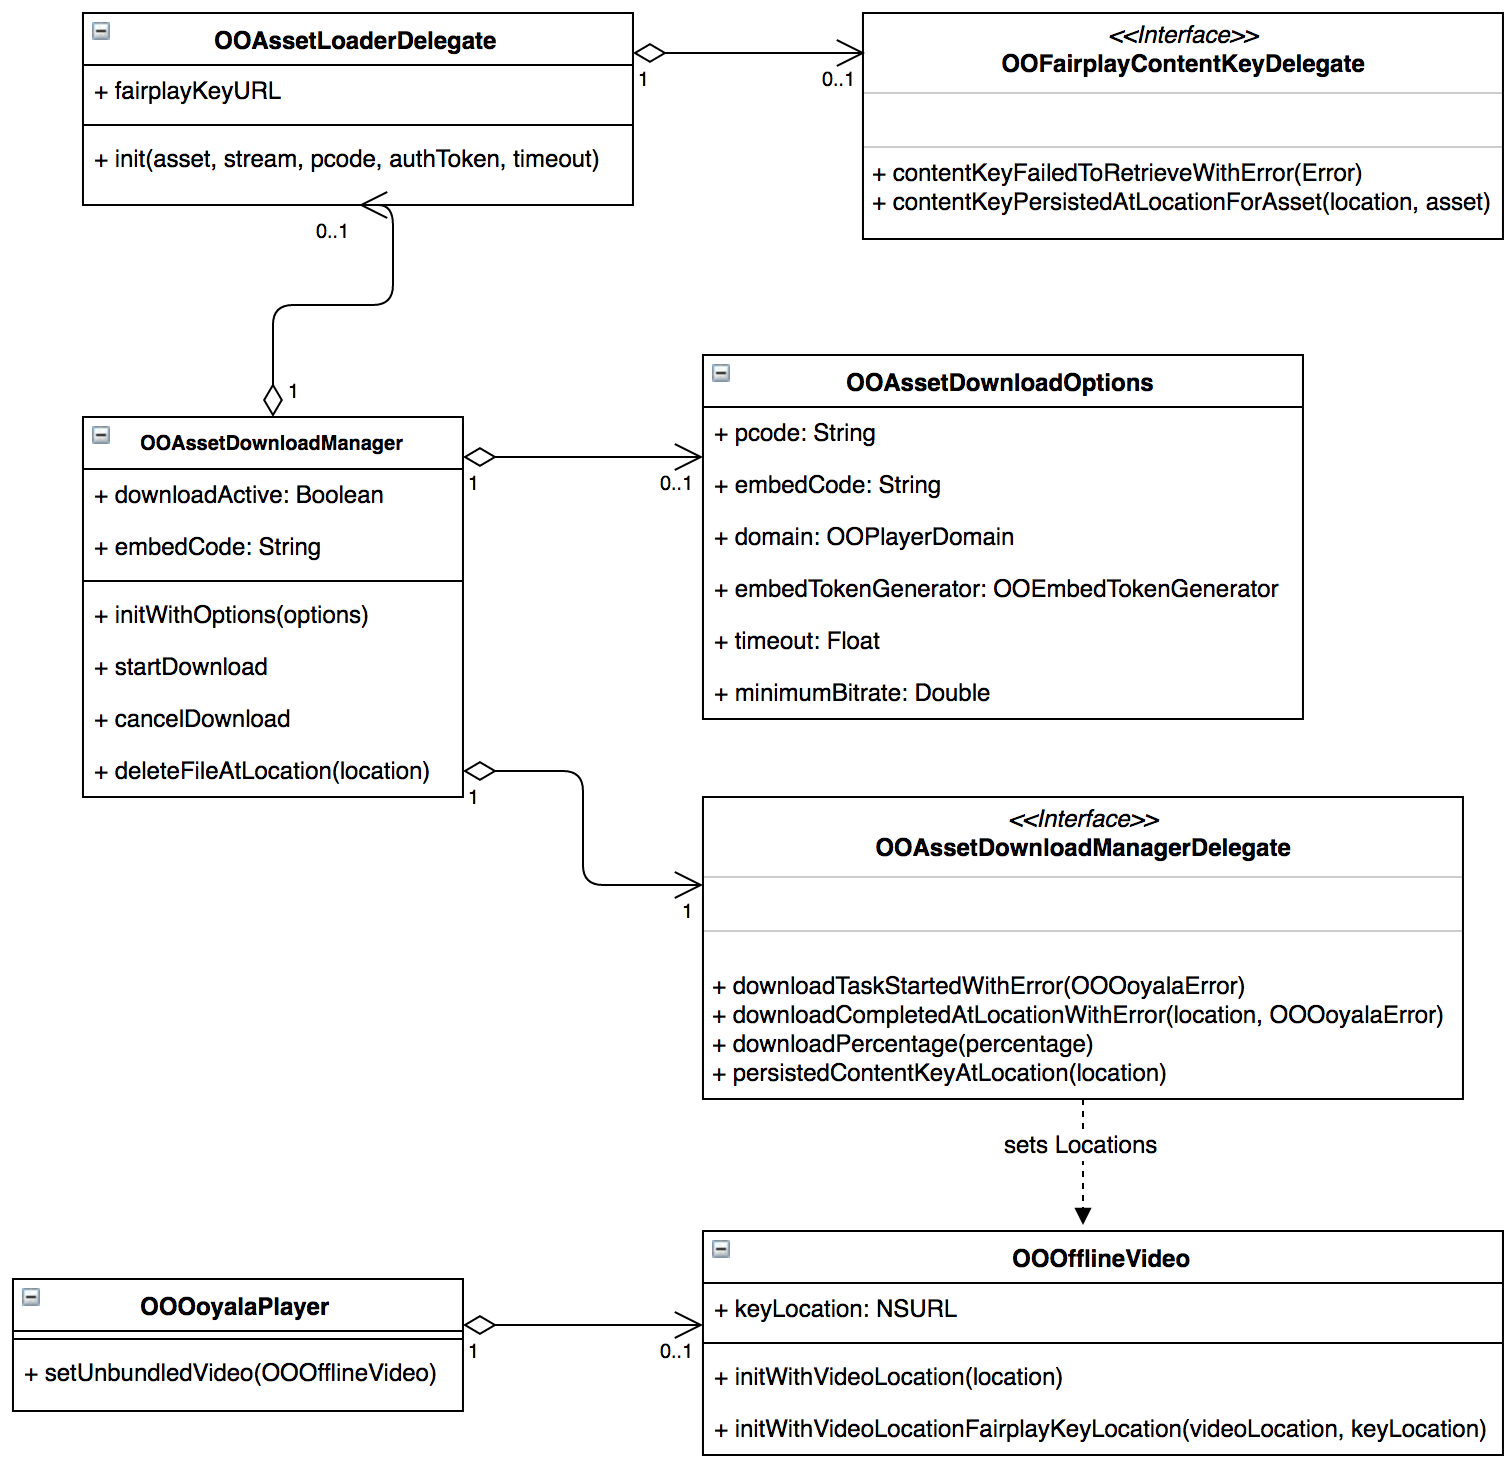 OOAssetLoaderDelegate
+ fairplayKeyURL
+ init(asset, stream, pcode, authToken, timeout)
1
0..1
<<Interface>>
OOFairplayContentKeyDelegate
+ contentKeyFailedToRetrieveWithError(Error)
+ contentKeyPersistedAtLocationForAsset(location, asset)
0..1
1
OOAssetDownloadManager
+ downloadActive: Boolean
+ embedCode: String
+ initWithOptions(options)
+ startDownload
+ cancelDownload
+ deleteFileAtLocation(location)
1
0..1
OOAssetDownloadOptions
+ pcode: String
+ embedCode: String
+ domain: OOPlayerDomain
+ embedTokenGenerator: OOEmbedTokenGenerator
+ timeout: Float
+ minimumBitrate: Double
1
1
<<Interface>>
OOAssetDownloadManagerDelegate
+ downloadTaskStartedWithError(OOOoyalaError)
+ downloadCompletedAtLocationWithError(location, OOOoyalaError)
+ downloadPercentage(percentage)
+ persistedContentKeyAtLocation(location)
sets Locations
OOOoyalaPlayer
+ setUnbundledVideo(OOOfflineVideo)
1
0..1
OOOfflineVideo
+ keyLocation: NSURL
+ initWithVideoLocation(location)
+ initWithVideoLocationFairplayKeyLocation(videoLocation, keyLocation)